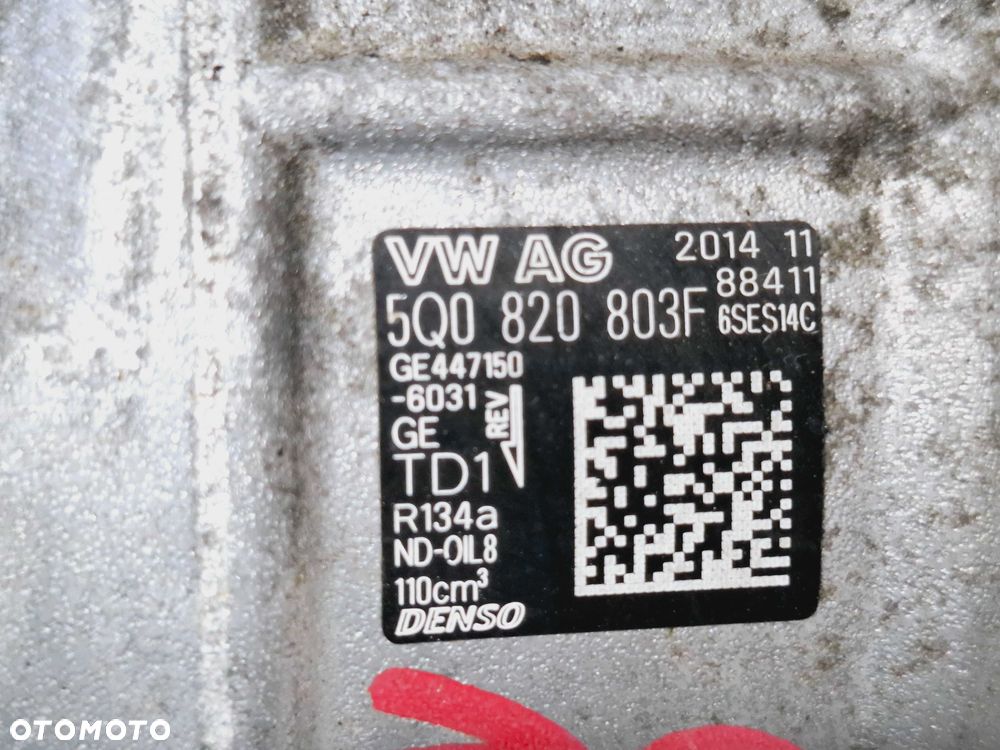 VW AG 2014 11
88411
5Q0 820 803F 6SES14C
GE447150
-6031
REV
GE
TD1
R134a
ND-OIL8
110cm³
DENSO
OTOMOTO